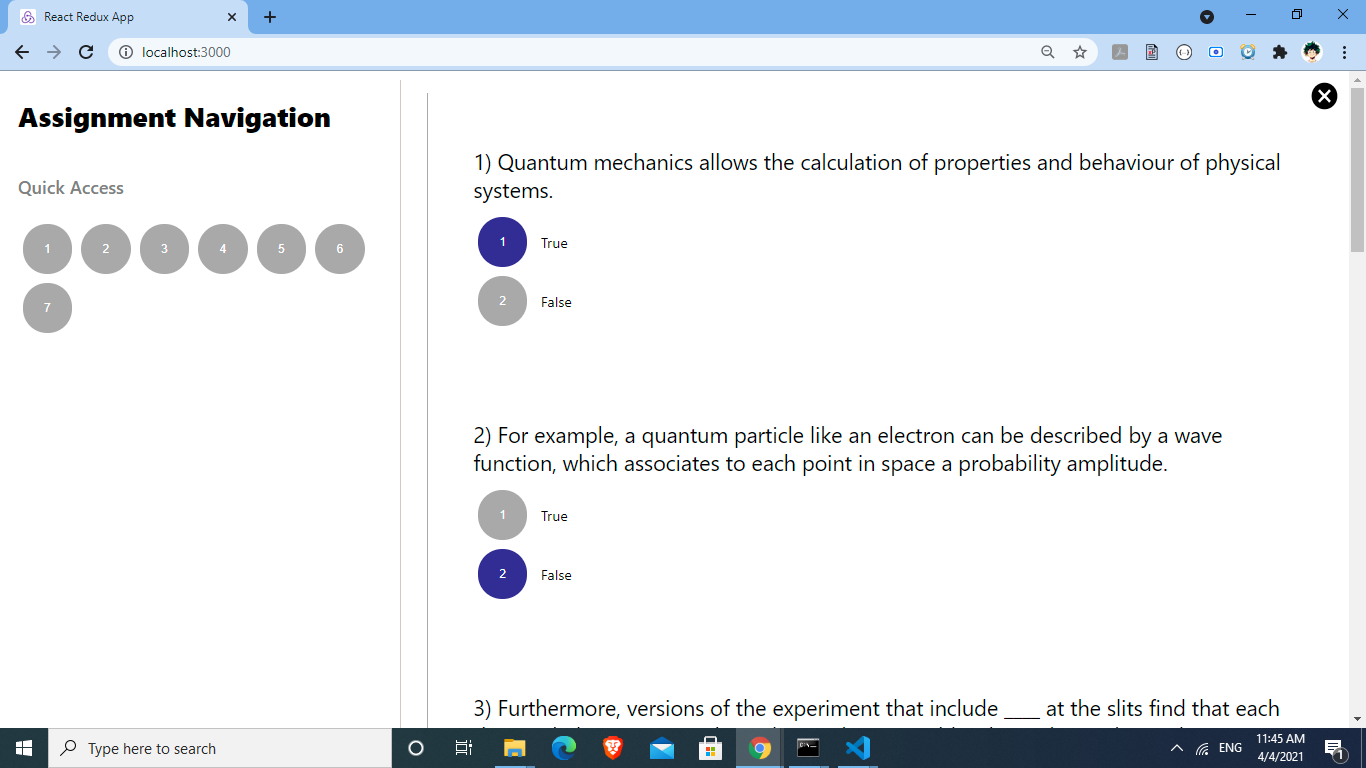 React Redux App
localhost:3000
Assignment Navigation
Quick Access
1 2 3 4 5 6
7
1) Quantum mechanics allows the calculation of properties and behaviour of physical
systems.
1 True
2 False
2) For example, a quantum particle like an electron can be described by a wave
function, which associates to each point in space a probability amplitude.
1 True
2 False
3) Furthermore, versions of the experiment that include ____ at the slits find that each
Type here to search
ENG
11:45 AM
4/4/2021
1